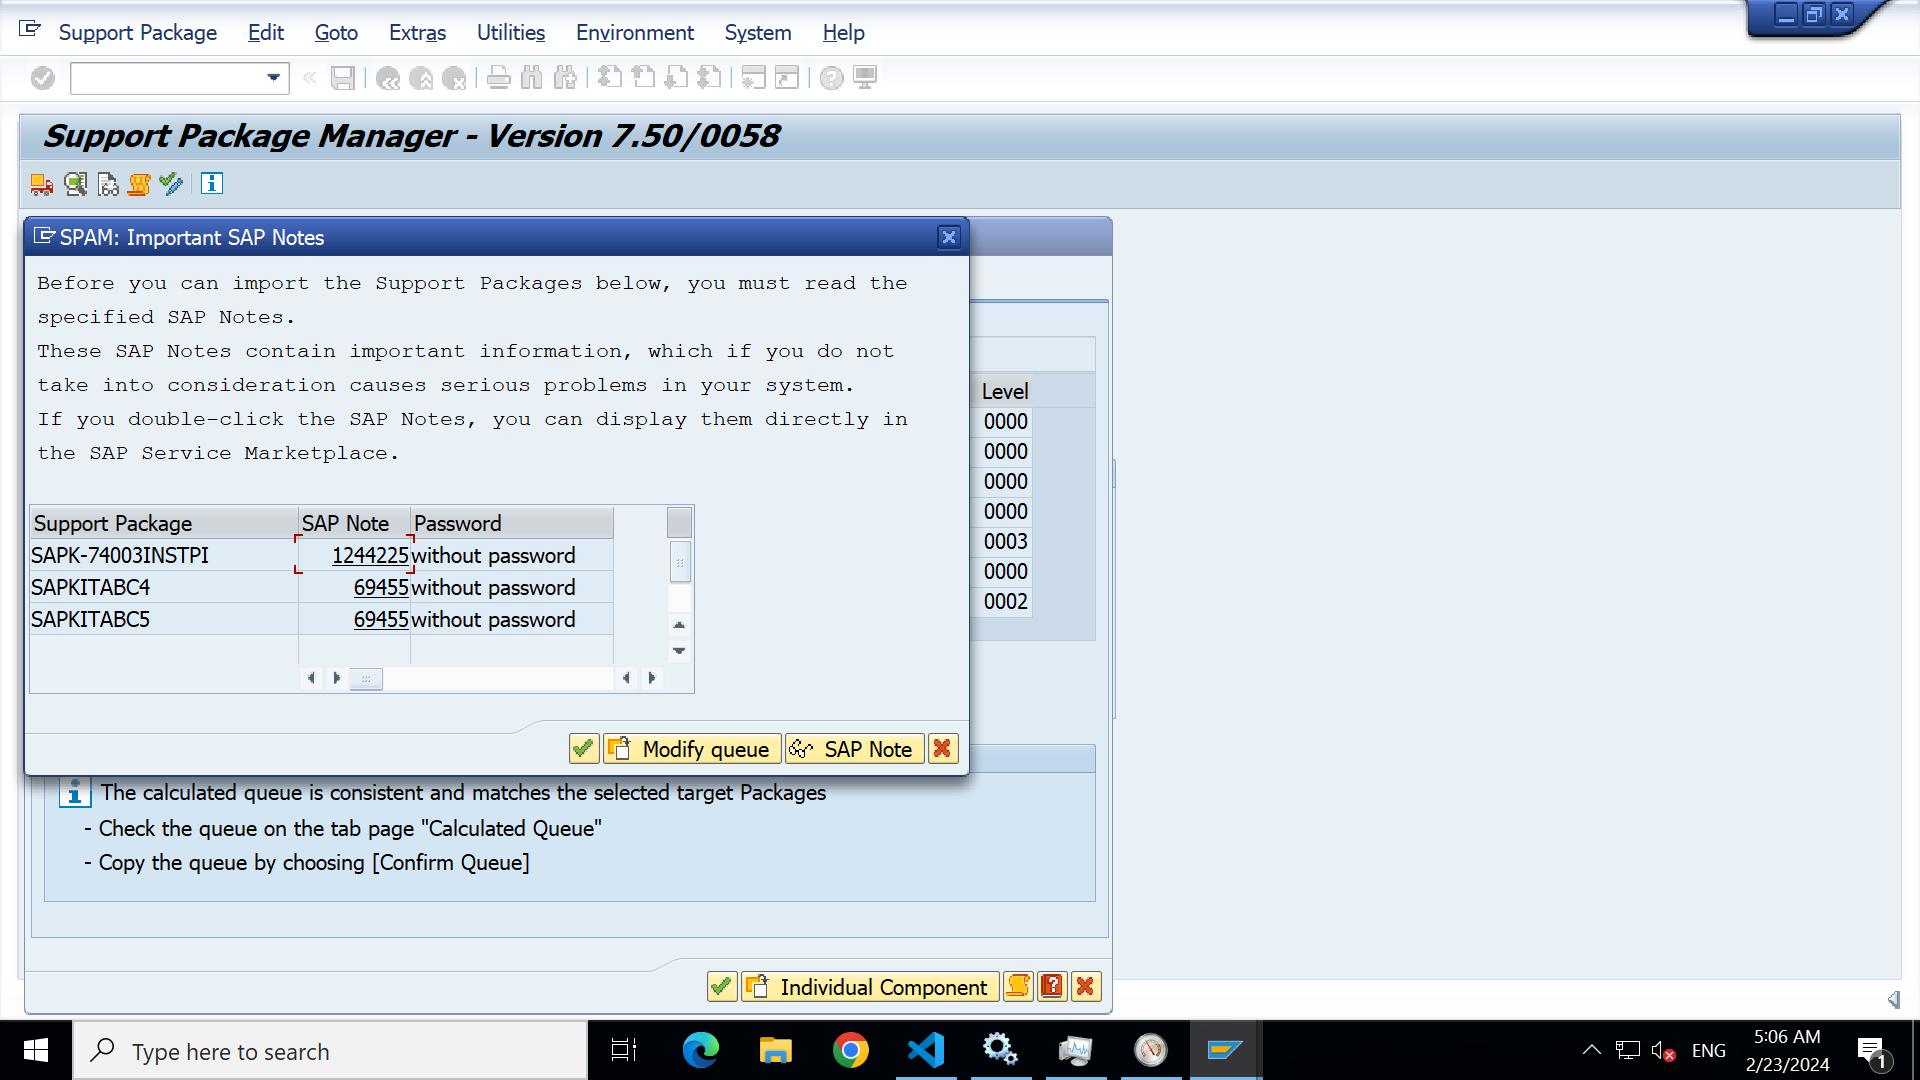 Support Package Edit Goto Extras Utilities Environment System Help
Support Package Manager - Version 7.50/0058
SPAM: Important SAP Notes
Before you can import the Support Packages below, you must read the
specified SAP Notes.
These SAP Notes contain important information, which if you do not
take into consideration causes serious problems in your system.
If you double-click the SAP Notes, you can display them directly in
the SAP Service Marketplace.
Support Package SAP Note Password
SAPK-74003INSTPI 1244225 without password
SAPKITABC4 69455 without password
SAPKITABC5 69455 without password
Modify queue SAP Note
Level
0000
0000
0000
0000
0003
0000
0002
The calculated queue is consistent and matches the selected target Packages
- Check the queue on the tab page "Calculated Queue"
- Copy the queue by choosing [Confirm Queue]
Individual Component
Type here to search
ENG
5:06 AM
2/23/2024
1